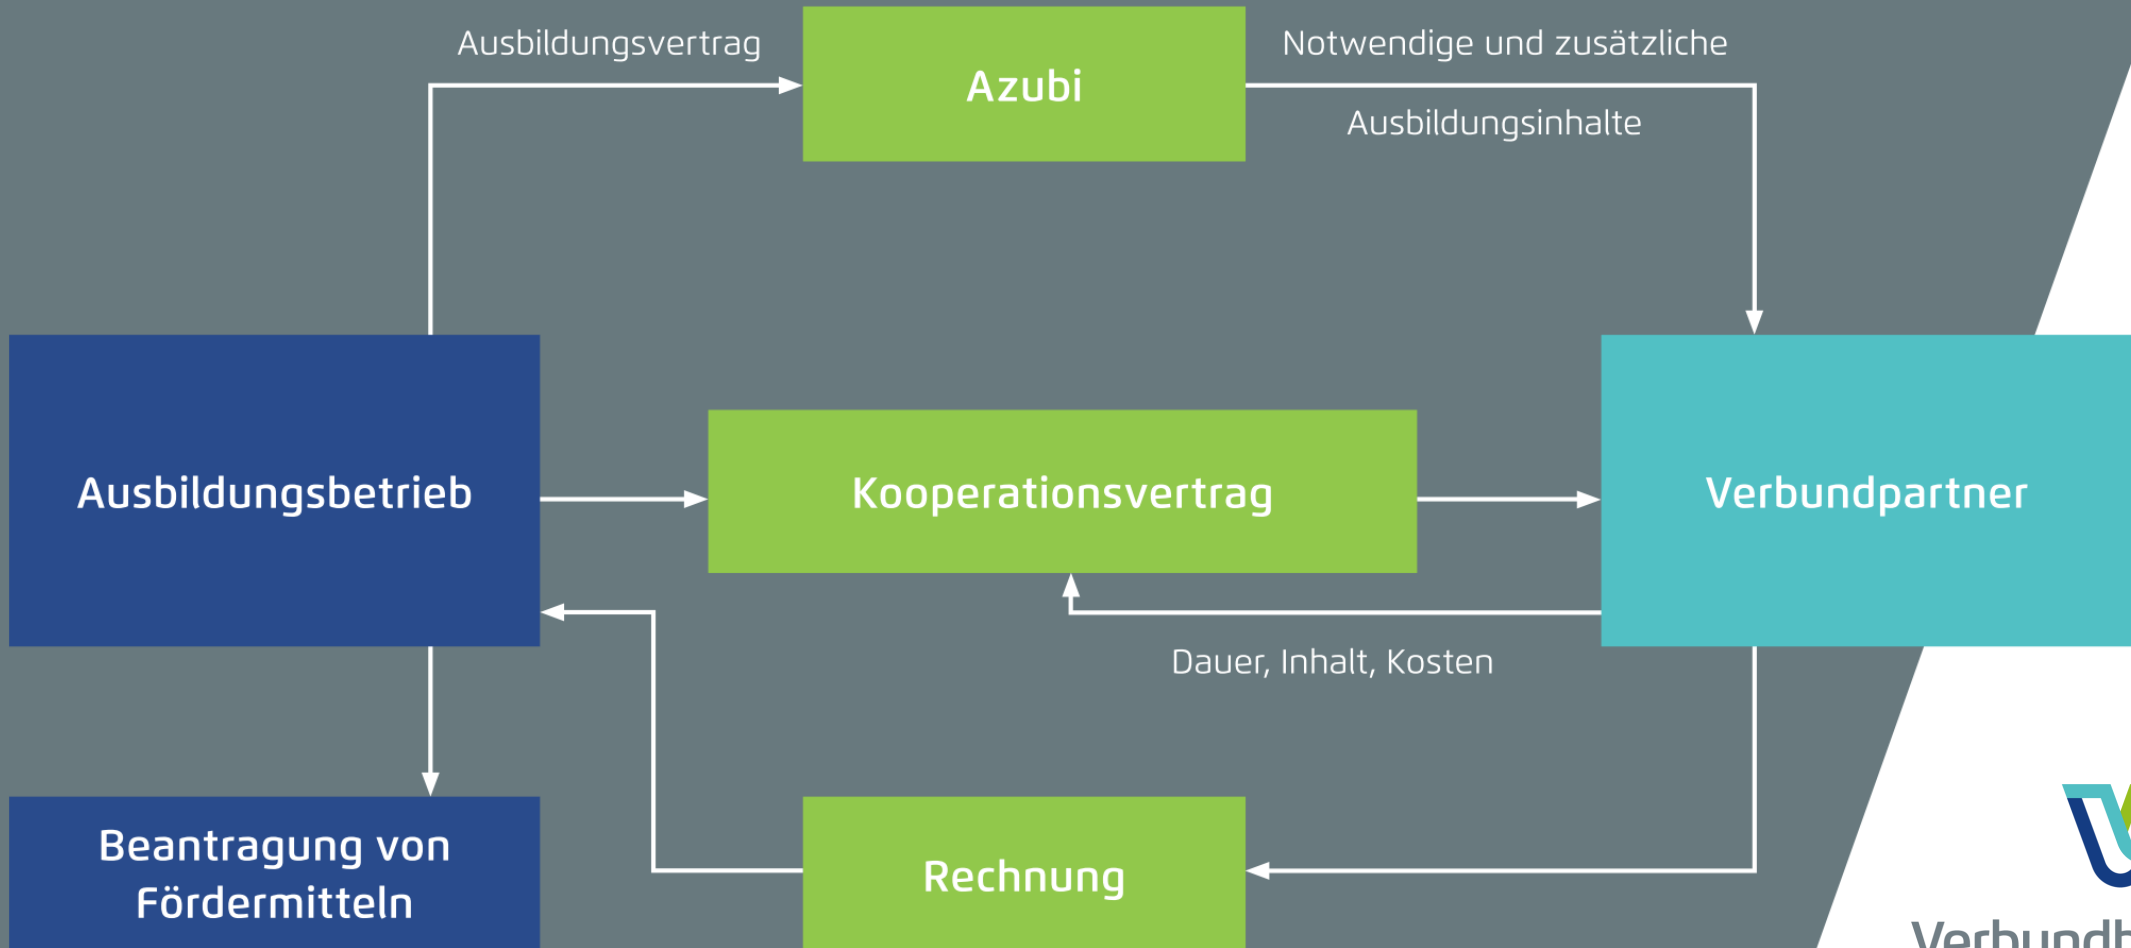 Ausbildungsvertrag
Azubi
Notwendige und zusätzliche
Ausbildungsinhalte
Ausbildungsbetrieb
Kooperationsvertrag
Verbundpartner
Dauer, Inhalt, Kosten
Beantragung von
Fördermitteln
Rechnung